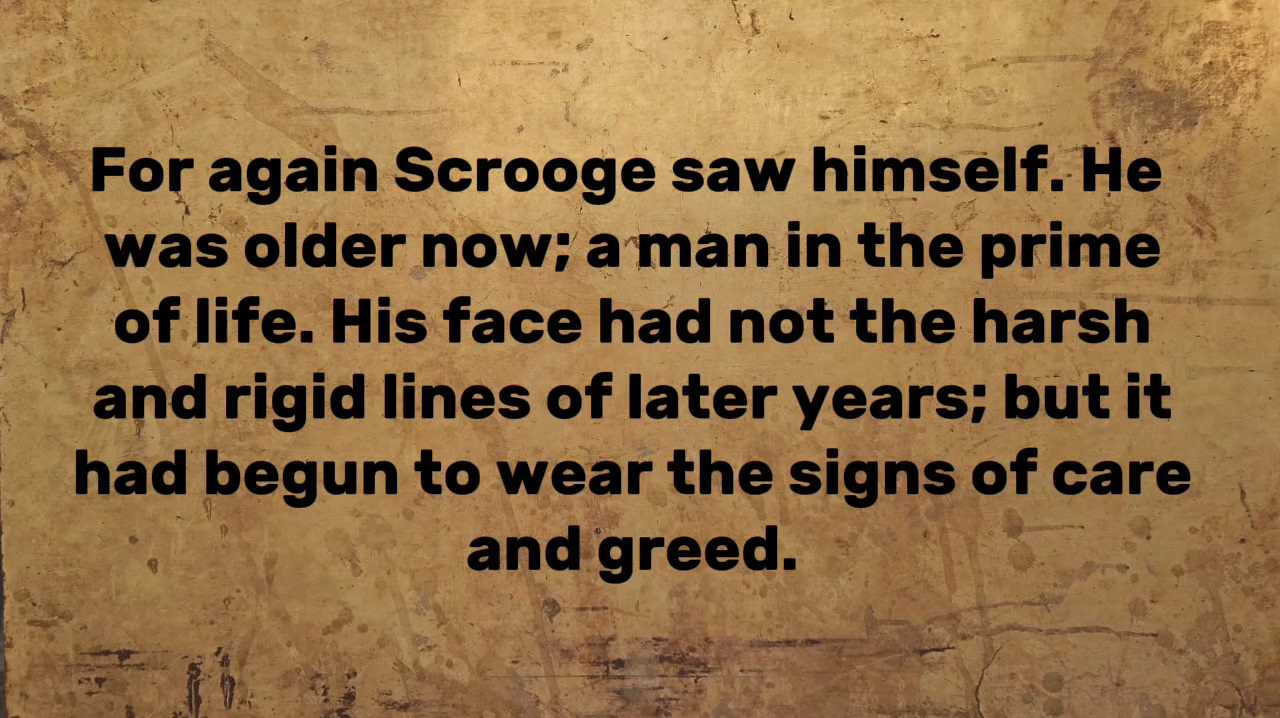 For again Scrooge saw himself. He
was older now; a man in the prime
of life. His face had not the harsh
and rigid lines of later years; but it
had begun to wear the signs of care
and greed.